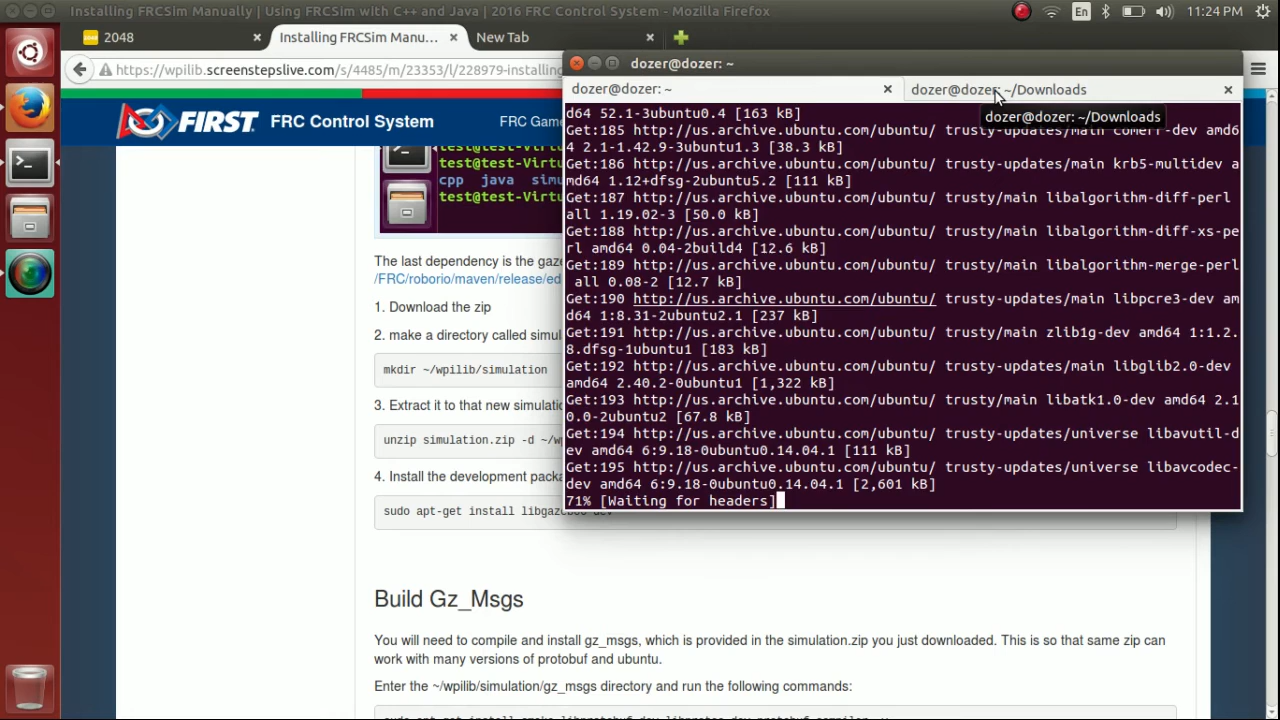 Installing FRCSim Manually | Using FRCSim with C++ and Java | 2016 FRC Control System - Mozilla Firefox
En
11:24 PM
2048
Installing FRCSim Manu...
New Tab
https://wpilib.screenstepslive.com/s/4485/m/23353/l/228979-installing
FIRST
FRC Control System
FRC Gam
dozer@dozer: ~
dozer@dozer: ~
dozer@dozer: ~/Downloads
dozer@dozer: ~/Downloads
d64 52.1-3ubuntu0.4 [163 kB]
Get:185 http://us.archive.ubuntu.com/ubuntu/ trusty-updates/main comerr-dev amd6
4 2.1-1.42.9-3ubuntu1.3 [38.3 kB]
Get:186 http://us.archive.ubuntu.com/ubuntu/ trusty-updates/main krb5-multidev a
md64 1.12+dfsg-2ubuntu5.2 [111 kB]
Get:187 http://us.archive.ubuntu.com/ubuntu/ trusty/main libalgorithm-diff-perl
all 1.19.02-3 [50.0 kB]
Get:188 http://us.archive.ubuntu.com/ubuntu/ trusty/main libalgorithm-diff-xs-pe
rl amd64 0.04-2build4 [12.6 kB]
Get:189 http://us.archive.ubuntu.com/ubuntu/ trusty/main libalgorithm-merge-perl
all 0.08-2 [12.7 kB]
Get:190 http://us.archive.ubuntu.com/ubuntu/ trusty-updates/main libpcre3-dev am
d64 1:8.31-2ubuntu2.1 [237 kB]
Get:191 http://us.archive.ubuntu.com/ubuntu/ trusty/main zlib1g-dev amd64 1:1.2.
8.dfsg-1ubuntu1 [183 kB]
Get:192 http://us.archive.ubuntu.com/ubuntu/ trusty/main libglib2.0-dev
amd64 2.40.2-0ubuntu1 [1,322 kB]
Get:193 http://us.archive.ubuntu.com/ubuntu/ trusty/main libatk1.0-dev amd64 2.1
0.0-2ubuntu2 [67.8 kB]
Get:194 http://us.archive.ubuntu.com/ubuntu/ trusty-updates/universe libavutil-d
ev amd64 6:9.18-0ubuntu0.14.04.1 [111 kB]
Get:195 http://us.archive.ubuntu.com/ubuntu/ trusty-updates/universe libavcodec-
dev amd64 6:9.18-0ubuntu0.14.04.1 [2,601 kB]
71% [Waiting for headers]
test@test-Virtu
test@test-Virtu
cpp java simu
test@test-Virtu
The last dependency is the gaze
/FRC/roborio/maven/release/ed
1. Download the zip
2. make a directory called simul
mkdir ~/wpilib/simulation
3. Extract it to that new simulatio
unzip simulation.zip -d ~/wp
4. Install the development packa
sudo apt-get install
Build Gz_Msgs
You will need to compile and install gz_msgs, which is provided in the simulation.zip you just downloaded. This is so that same zip can
work with many versions of protobuf and ubuntu.
Enter the ~/wpilib/simulation/gz_msgs directory and run the following commands: